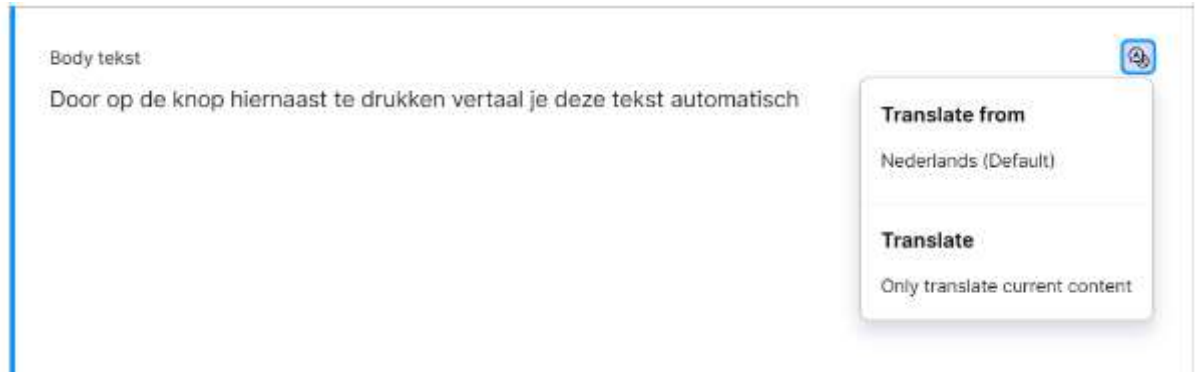 Body tekst
Door op de knop hiernaast te drukken vertaal je deze tekst automatisch
Translate from
Nederlands (Default)
Translate
Only translate current content